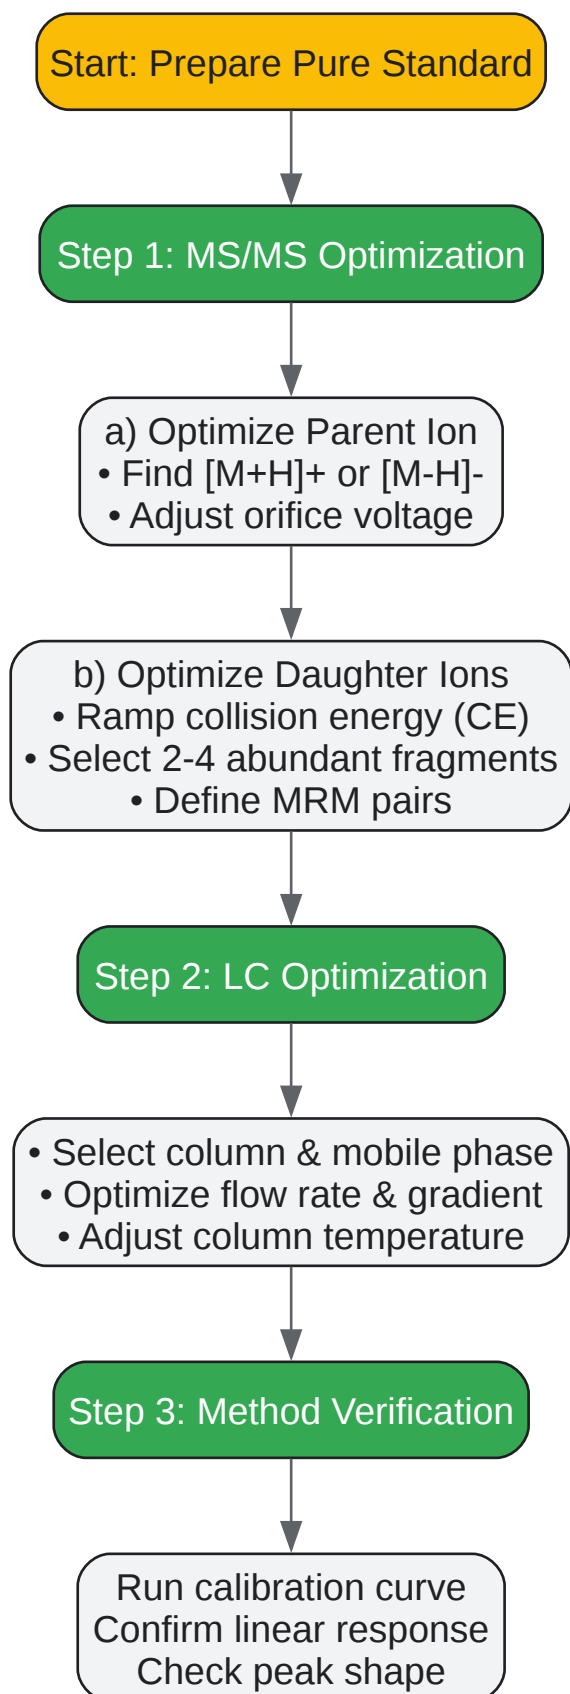 Start: Prepare Pure Standard
Step 1: MS/MS Optimization
a) Optimize Parent Ion
• Find [M+H]+ or [M-H]-
• Adjust orifice voltage
b) Optimize Daughter Ions
• Ramp collision energy (CE)
• Select 2-4 abundant fragments
• Define MRM pairs
Step 2: LC Optimization
• Select column & mobile phase
• Optimize flow rate & gradient
• Adjust column temperature
Step 3: Method Verification
Run calibration curve
Confirm linear response
Check peak shape